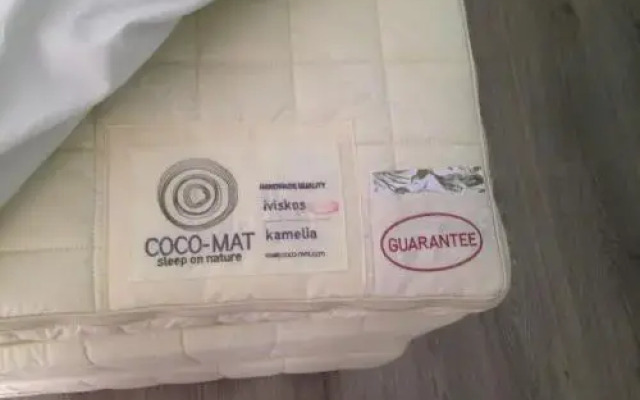 HANDMADE QUALITY
iviskos
kamelia
COCO-MAT
sleep on nature
GUARANTEE